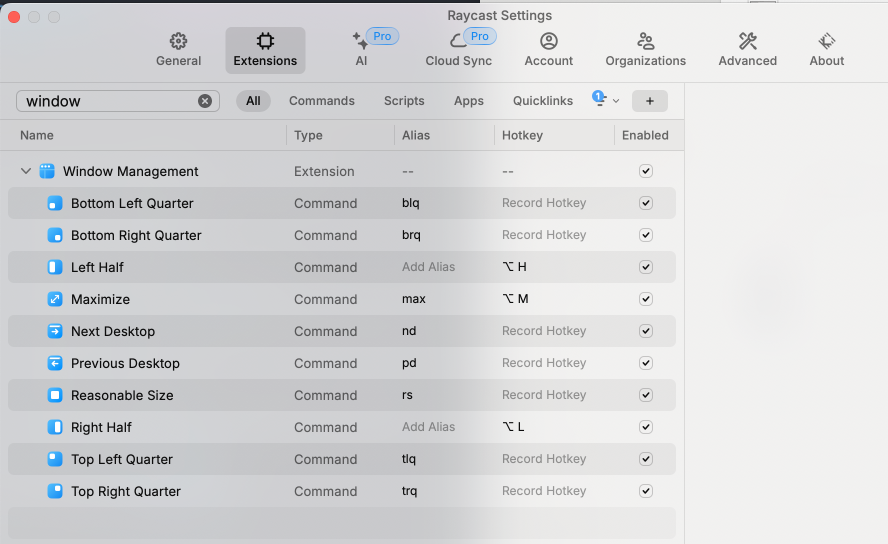 Raycast Settings
General
Extensions
Pro
AI
Pro
Cloud Sync
Account
Organizations
Advanced
About
window All Commands Scripts Apps Quicklinks 1 +
Name Type Alias Hotkey Enabled
Window Management Extension -- --
Bottom Left Quarter Command blq Record Hotkey
Bottom Right Quarter Command brq Record Hotkey
Left Half Command Add Alias ⌥ H
Maximize Command max ⌥ M
Next Desktop Command nd Record Hotkey
Previous Desktop Command pd Record Hotkey
Reasonable Size Command rs Record Hotkey
Right Half Command Add Alias ⌥ L
Top Left Quarter Command tlq Record Hotkey
Top Right Quarter Command trq Record Hotkey